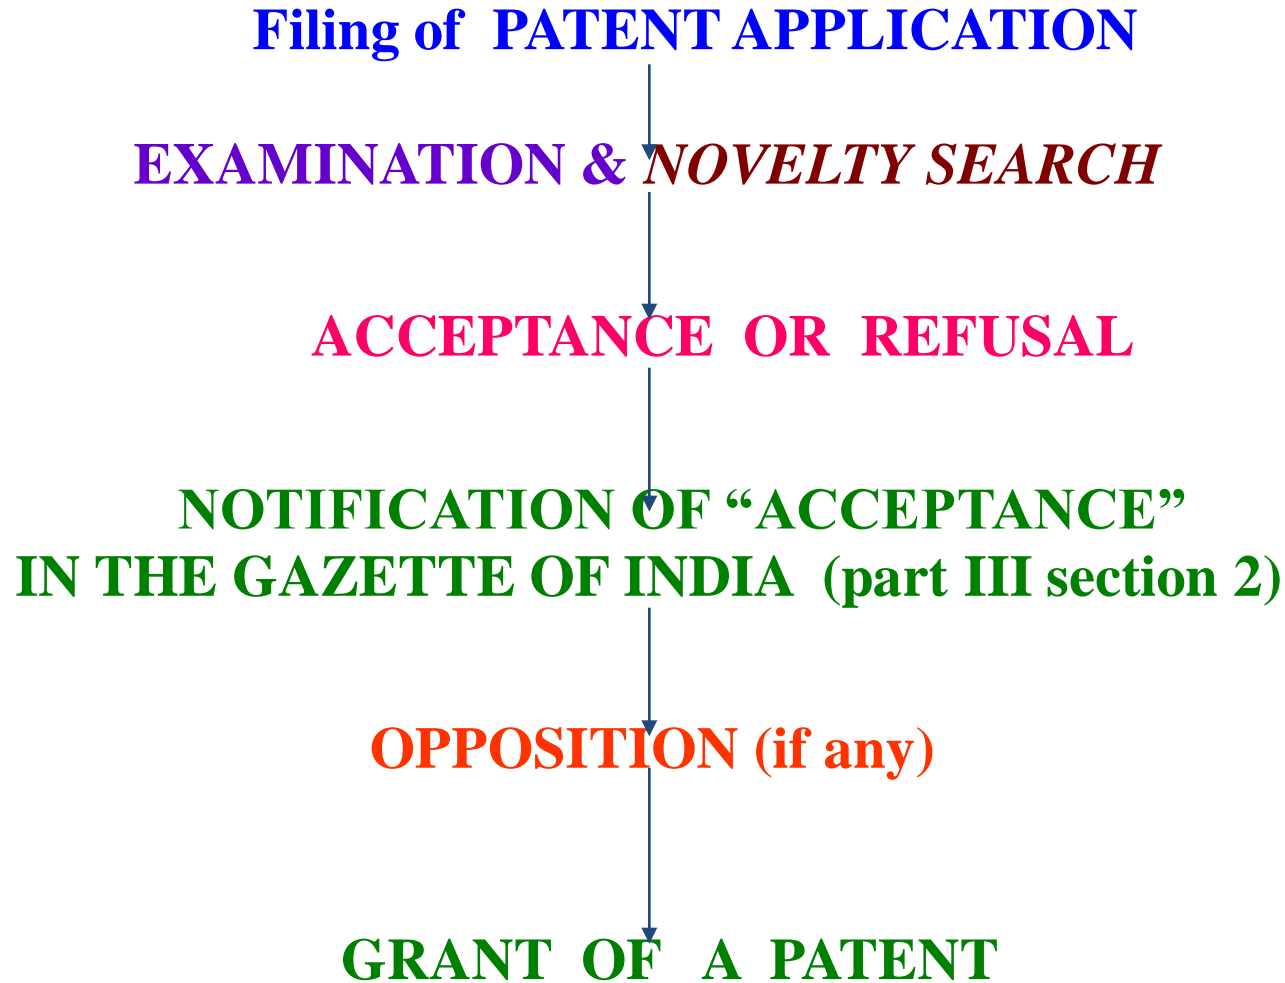 Filing of PATENT APPLICATION
EXAMINATION & NOVELTY SEARCH
ACCEPTANCE OR REFUSAL
NOTIFICATION OF “ACCEPTANCE”
IN THE GAZETTE OF INDIA (part III section 2)
OPPOSITION (if any)
GRANT OF A PATENT